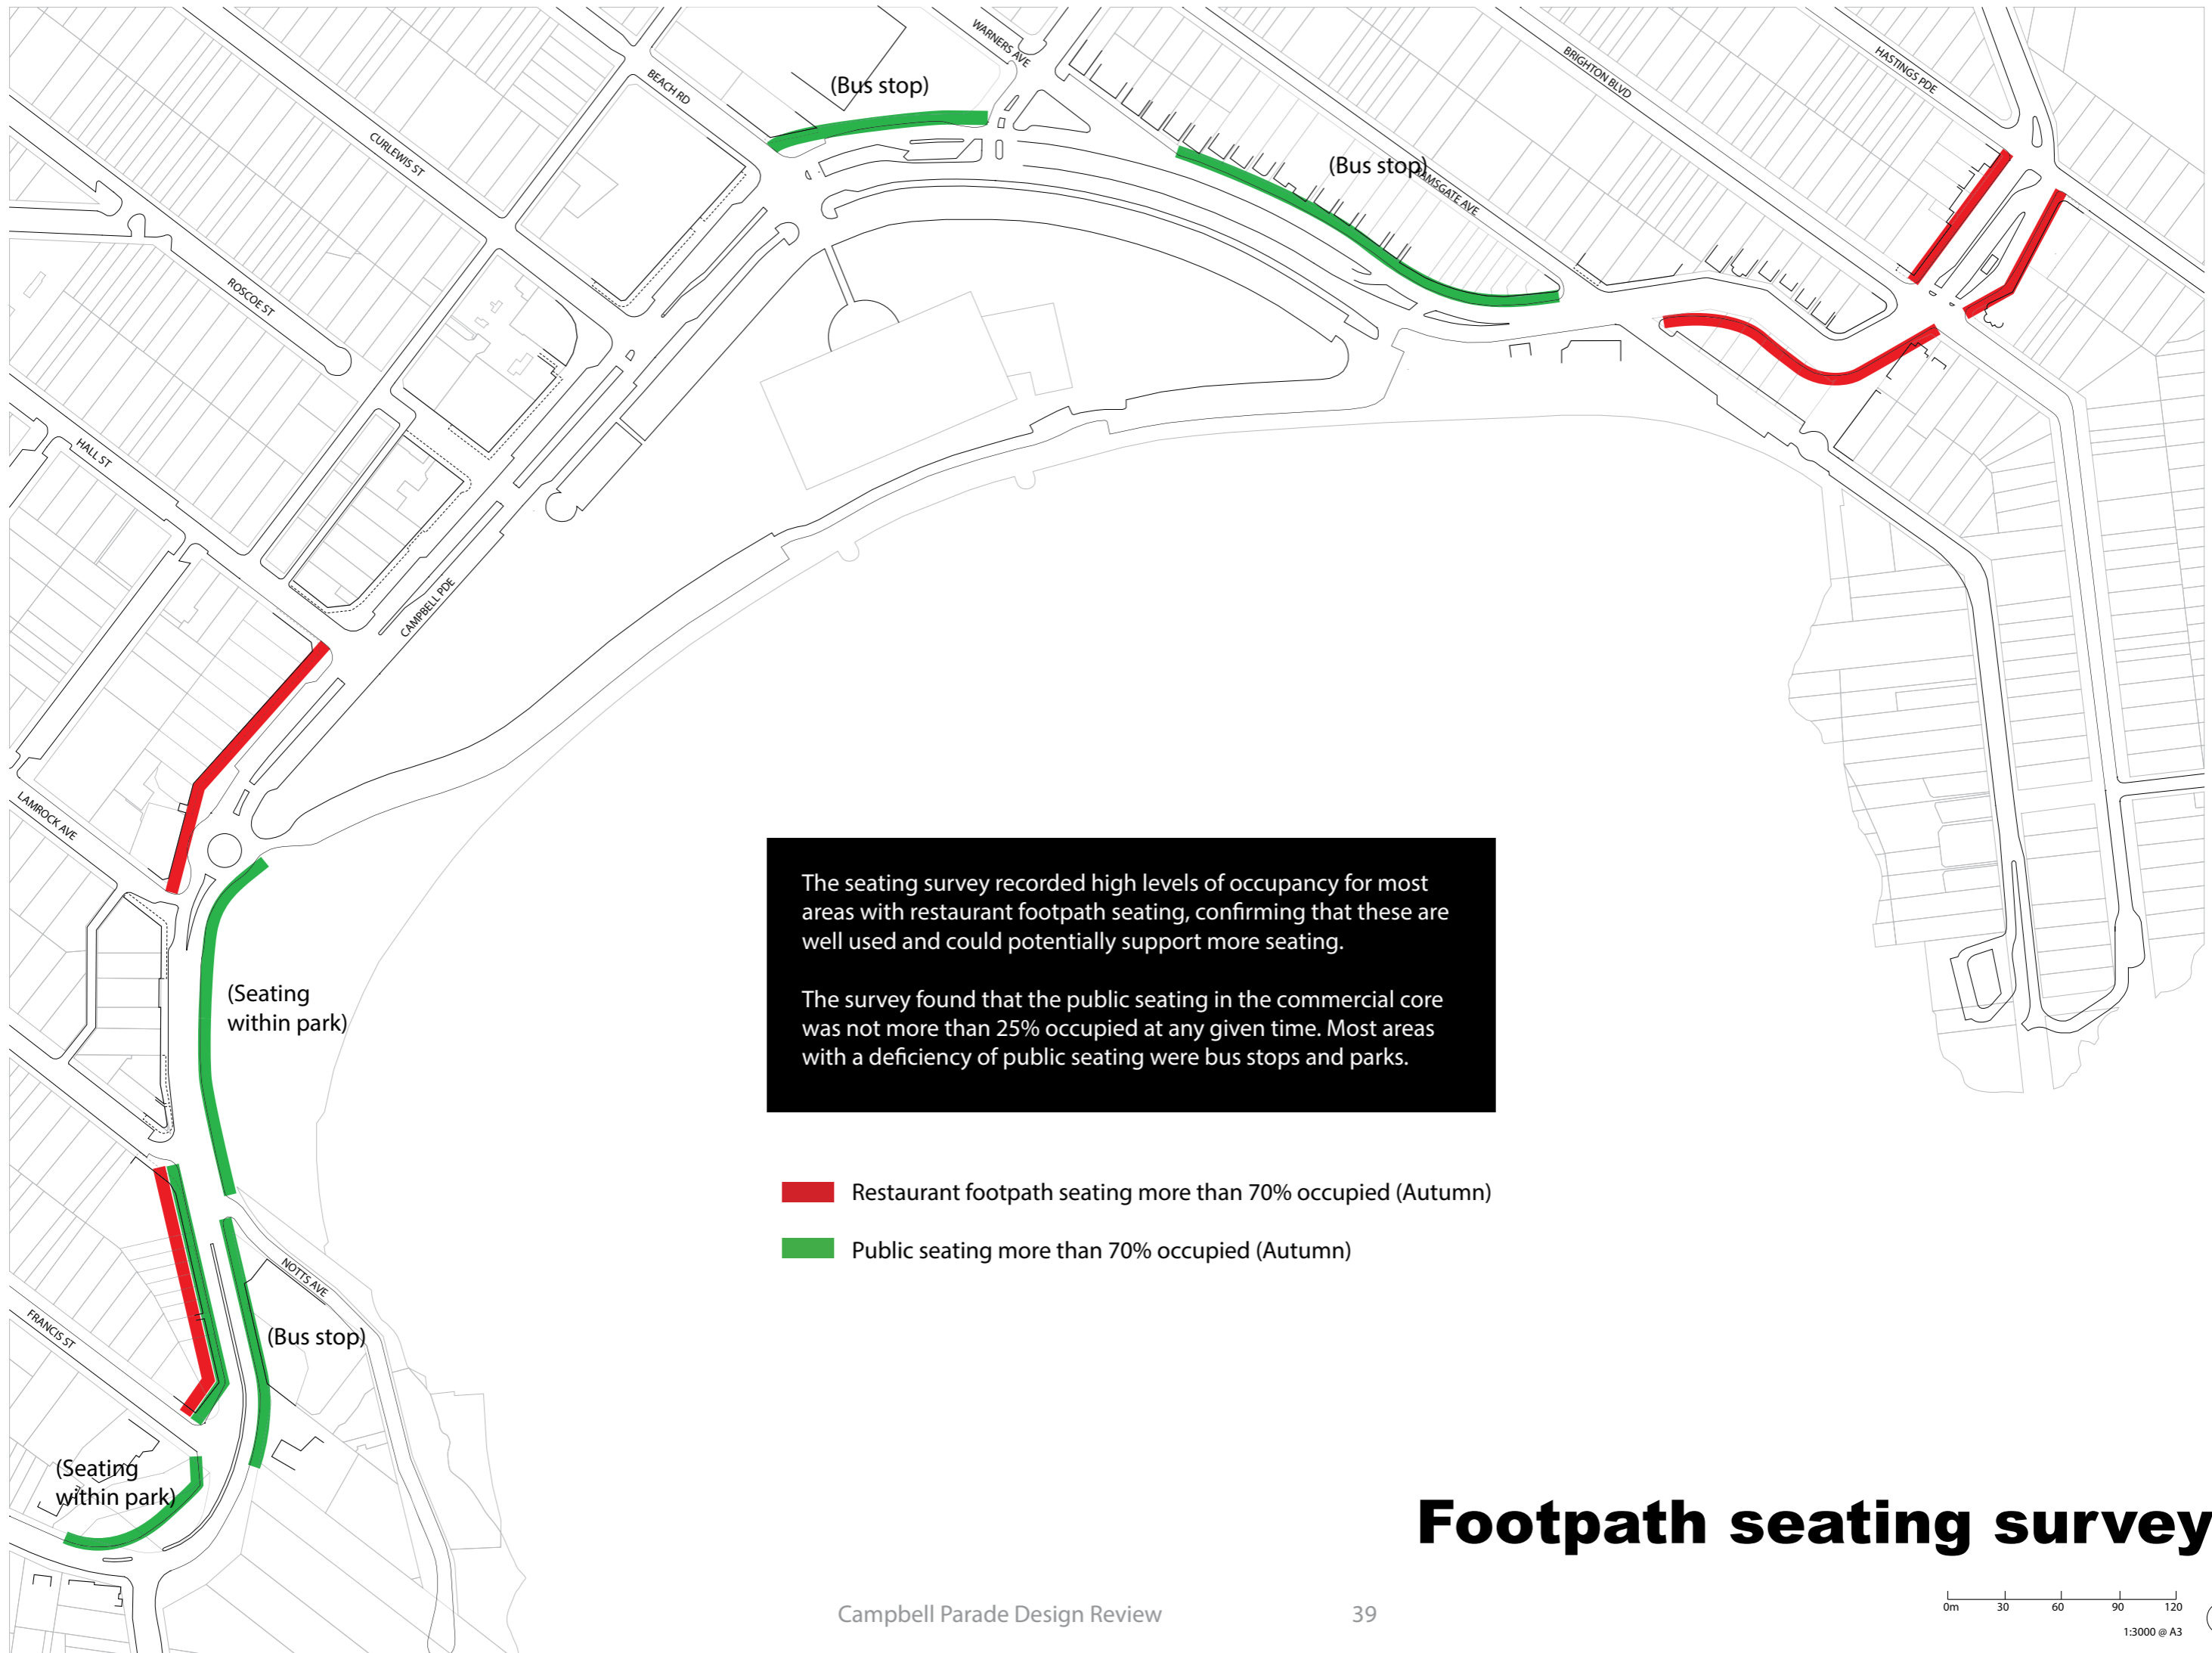 WARNERS AVE
HASTINGS PDE
BRIGHTON BLVD
BEACH RD
(Bus stop)
CURLEWIS ST
(Bus stop)
RAMSGATE AVE
ROSCOE ST
HALL ST
CAMPBELL PDE
LAMROCK AVE
The seating survey recorded high levels of occupancy for most
areas with restaurant footpath seating, confirming that these are
well used and could potentially support more seating.
The survey found that the public seating in the commercial core
was not more than 25% occupied at any given time. Most areas
with a deficiency of public seating were bus stops and parks.
(Seating
within park)
Restaurant footpath seating more than 70% occupied (Autumn)
Public seating more than 70% occupied (Autumn)
NOTTS AVE
FRANCIS ST
(Bus stop)
(Seating
within park)
Footpath seating survey
Campbell Parade Design Review 39
0m 30 60 90 120
1:3000 @ A3